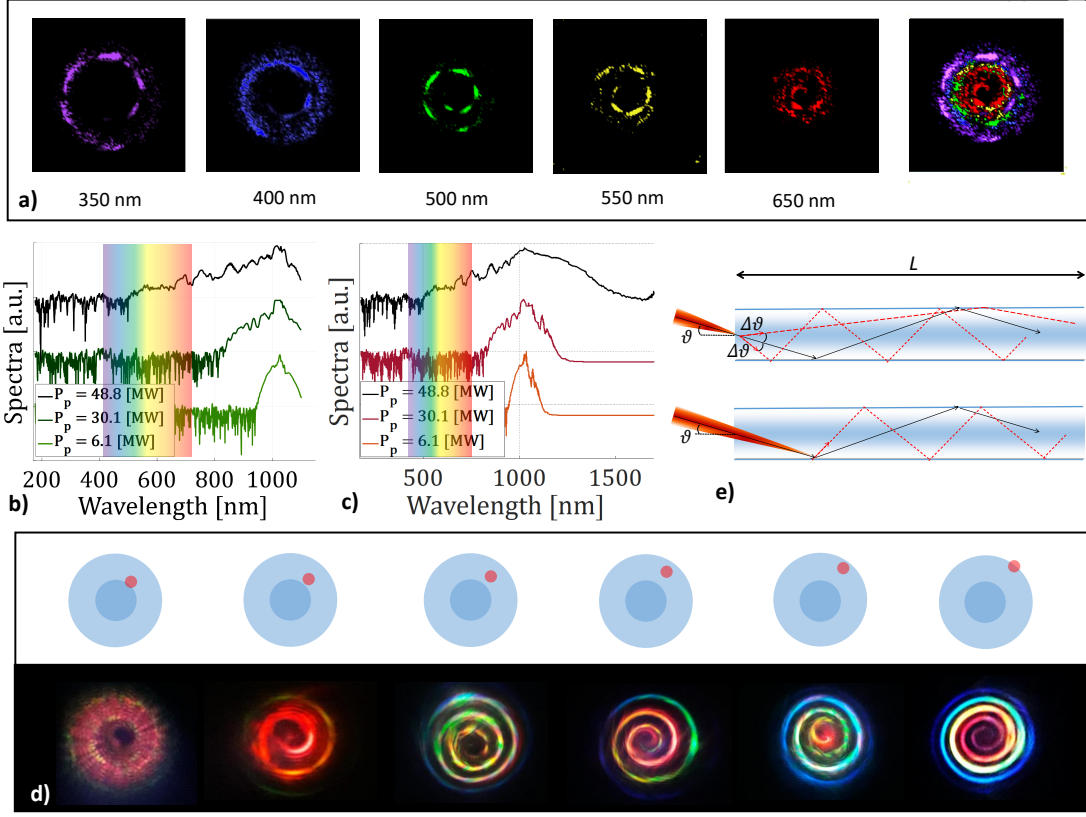 350 nm
400 nm
500 nm
550 nm
650 nm
a)
Spectra [a.u.]
P_p = 48.8 [MW]
P_p = 30.1 [MW]
P_p = 6.1 [MW]
200 400 600 800 1000
Wavelength [nm]
b)
Spectra [a.u.]
P_p = 48.8 [MW]
P_p = 30.1 [MW]
P_p = 6.1 [MW]
500 1000 1500
Wavelength [nm]
c)
L
ϑ
Δϑ
Δϑ
ϑ
e)
d)